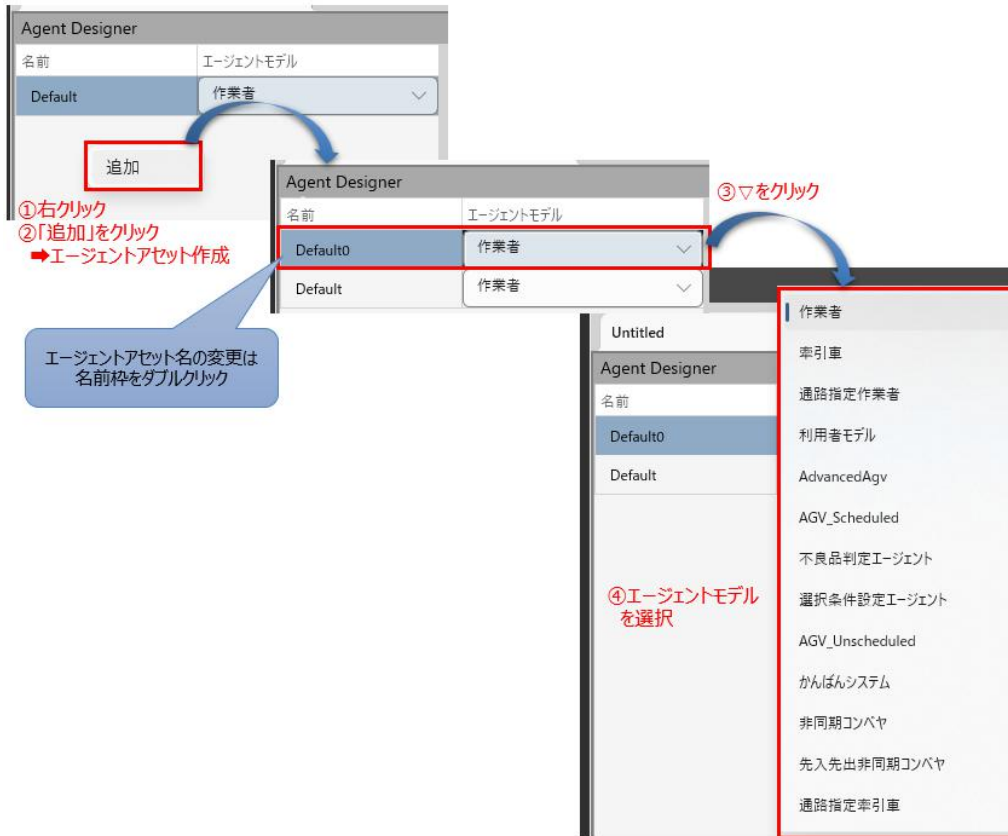 Agent Designer
名前 エージェントモデル
Default 作業者
追加
①右クリック
②「追加」をクリック
➡エージェントアセット作成
Agent Designer
名前 エージェントモデル
Default0 作業者
Default 作業者
③▽をクリック
エージェントアセット名の変更は
名前枠をダブルクリック
Untitled
Agent Designer
名前
Default0
Default
④エージェントモデル
を選択
作業者
牽引車
通路指定作業者
利用者モデル
AdvancedAgv
AGV_Scheduled
不良品判定エージェント
選択条件設定エージェント
AGV_Unscheduled
かんばんシステム
非同期コンベヤ
先入先出非同期コンベヤ
通路指定牽引車